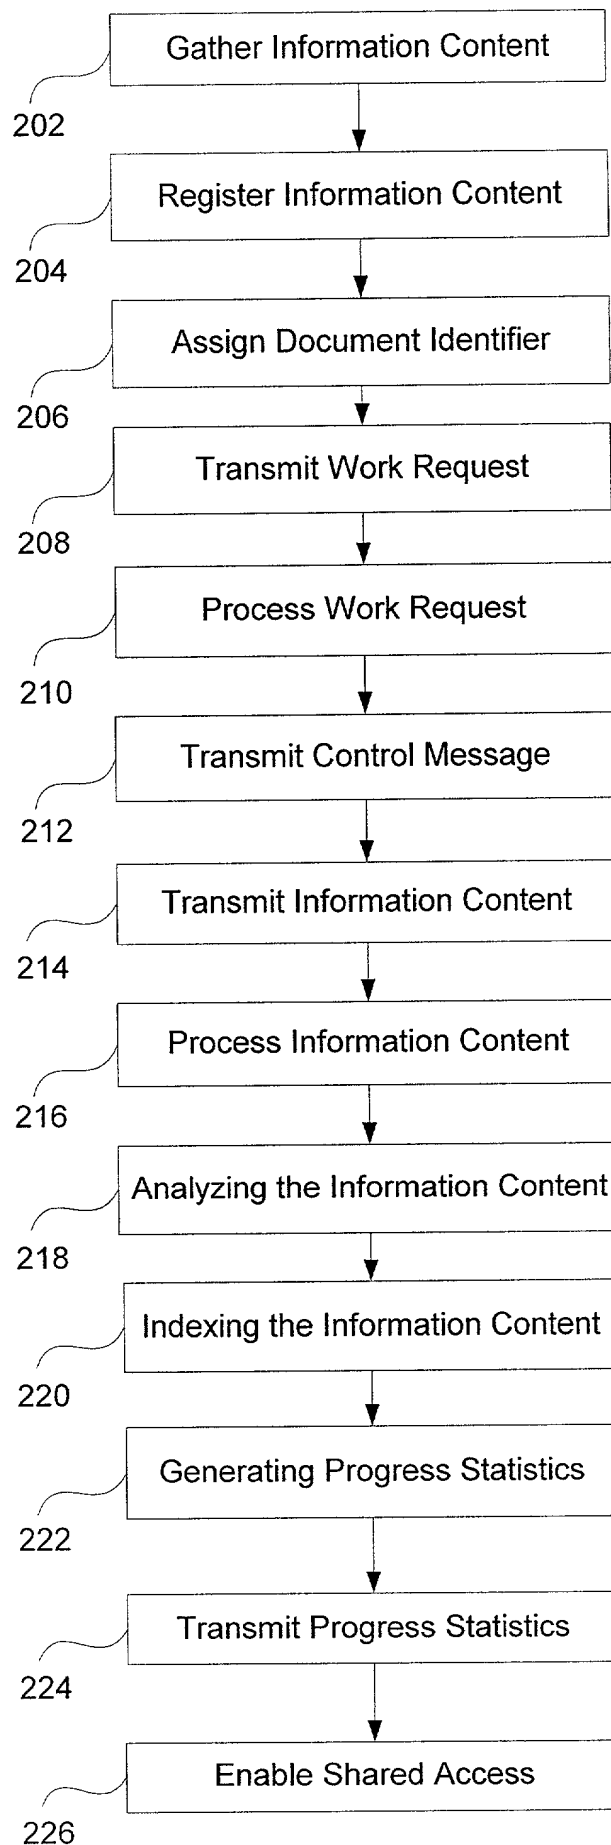 Gather Information Content
202
Register Information Content
204
Assign Document Identifier
206
Transmit Work Request
208
Process Work Request
210
Transmit Control Message
212
Transmit Information Content
214
Process Information Content
216
Analyzing the Information Content
218
Indexing the Information Content
220
Generating Progress Statistics
222
Transmit Progress Statistics
224
Enable Shared Access
226